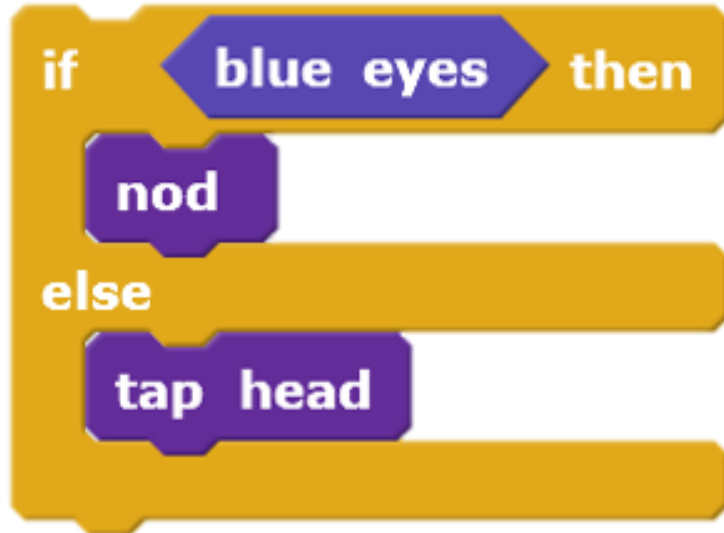 if blue eyes then
nod
else
tap head